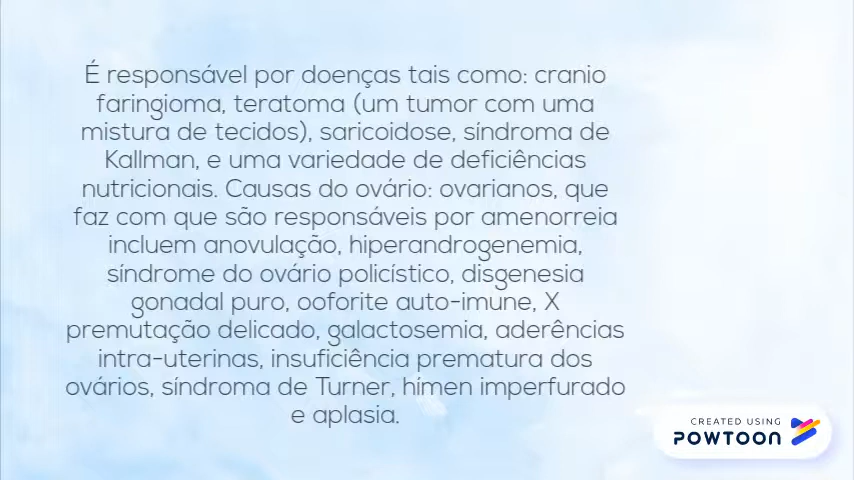 É responsável por doenças tais como: cranio
faringioma, teratoma (um tumor com uma
mistura de tecidos), saricoidose, síndroma de
Kallman, e uma variedade de deficiências
nutricionais. Causas do ovário: ovarianos, que
faz com que são responsáveis por amenorreia
incluem anovulação, hiperandrogenemia,
síndrome do ovário policístico, disgenesia
gonadal puro, ooforite auto-imune, X
premutação delicado, galactosemia, aderências
intra-uterinas, insuficiência prematura dos
ovários, síndroma de Turner, hímen imperfurado
e aplasia.
CREATED USING
POWTOON